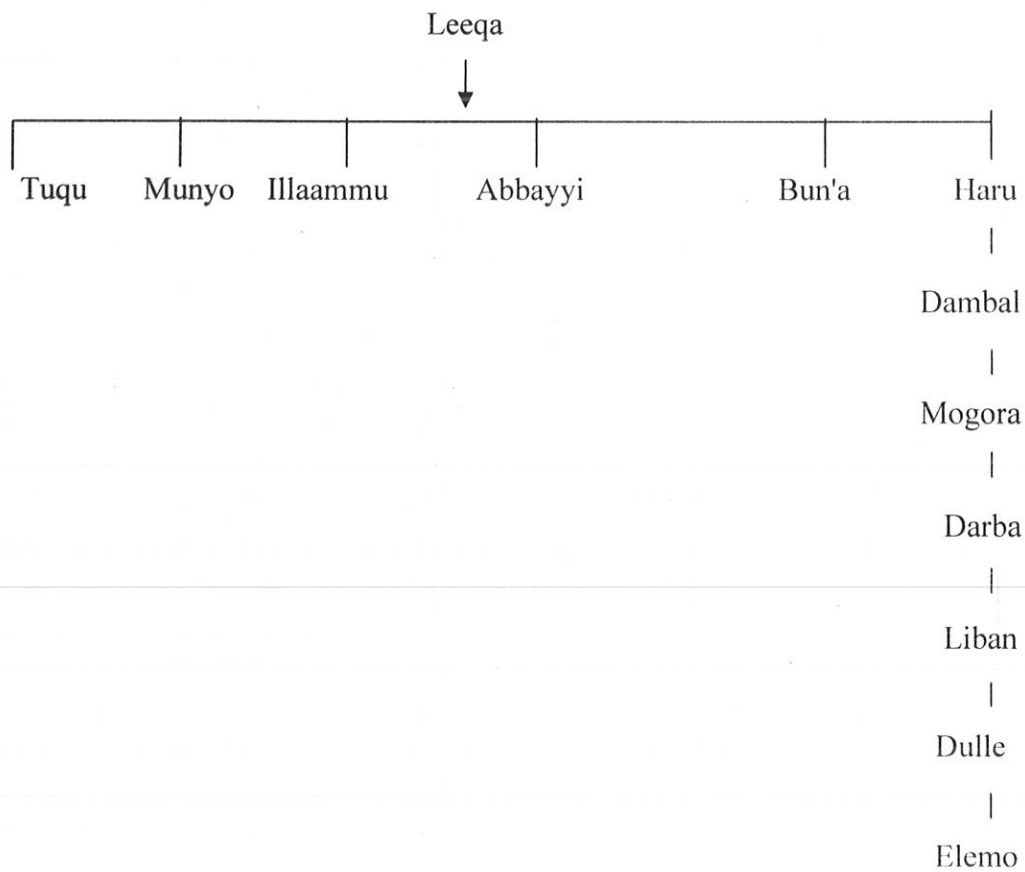 Leeqa
Tuqu Munyo Illaammu Abbayyi Bun'a Haru
Dambal
Mogora
Darba
Liban
Dulle
Elemo